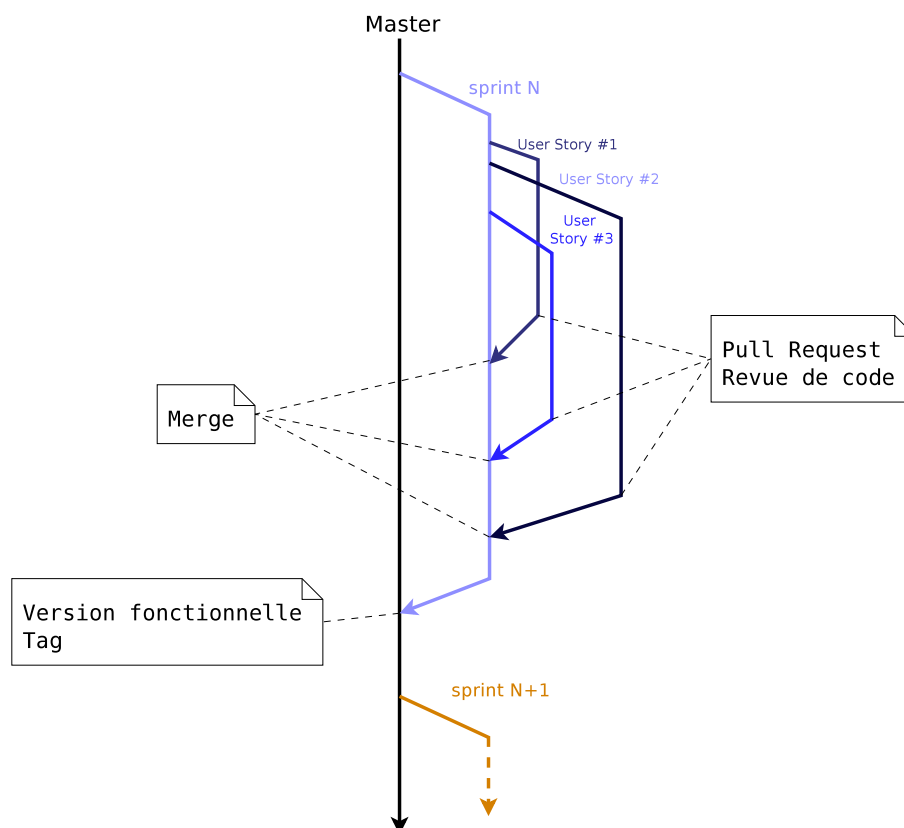 Master
sprint N
User Story #1
User Story #2
User
Story #3
Pull Request
Revue de code
Merge
Version fonctionnelle
Tag
sprint N+1